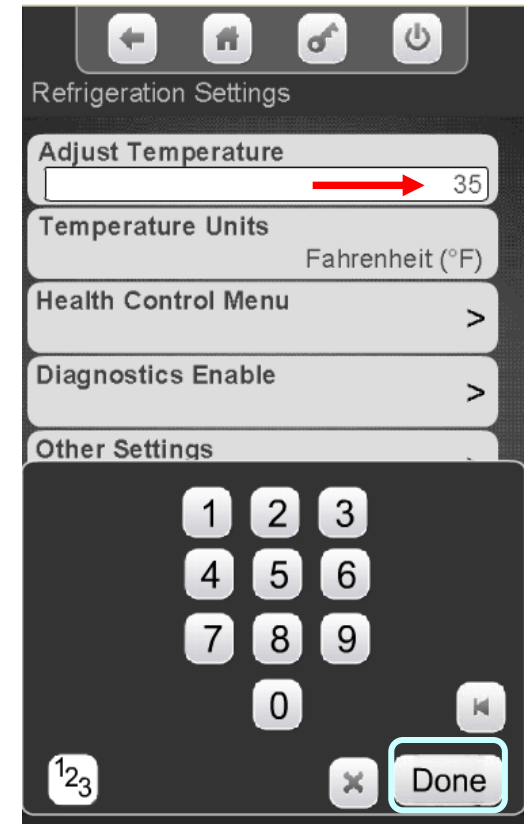 Refrigeration Settings
Adjust Temperature
35
Temperature Units
Fahrenheit (°F)
Health Control Menu
>
Diagnostics Enable
>
Other Settings
1 2 3
4 5 6
7 8 9
0
123 Done